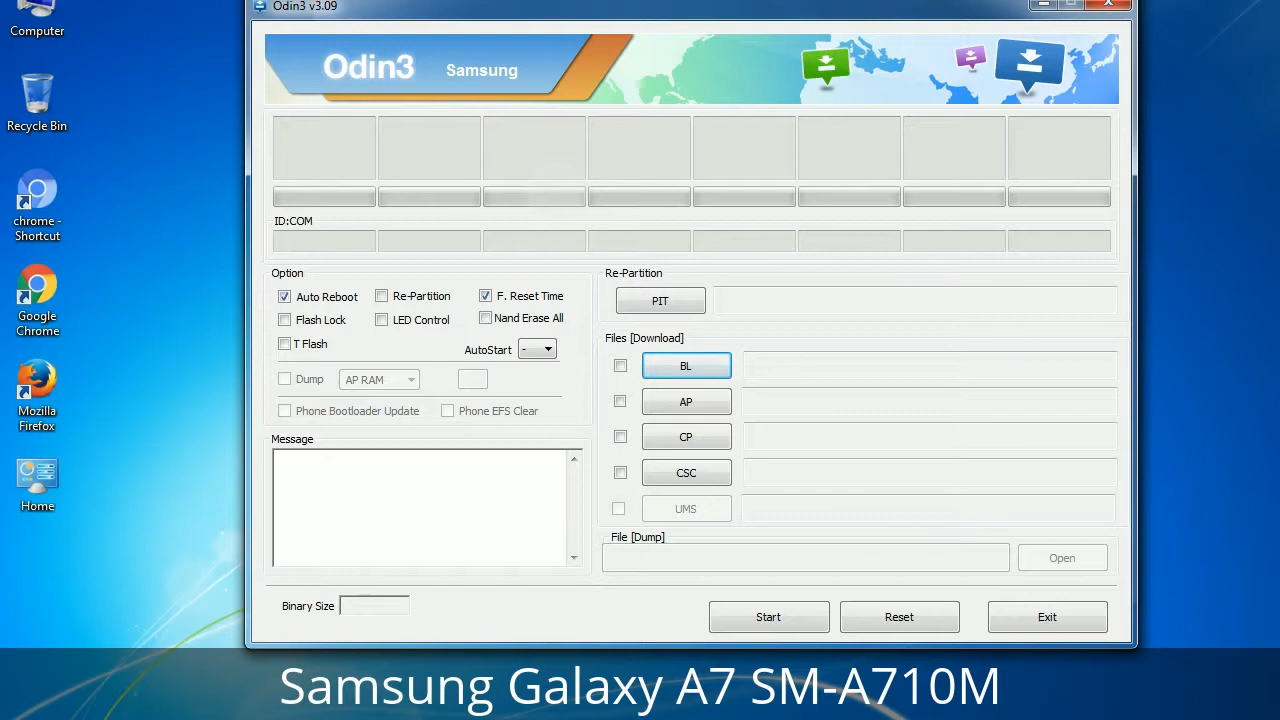 Odin3 v3.09
Computer
Recycle Bin
chrome -
Shortcut
Google
Chrome
Mozilla
Firefox
Home
Odin3 Samsung
ID:COM
Option
Auto Reboot Re-Partition F. Reset Time
Flash Lock LED Control Nand Erase All
T Flash
AutoStart -
Dump AP RAM
Phone Bootloader Update Phone EFS Clear
Message
Re-Partition
PIT
Files [Download]
BL
AP
CP
CSC
UMS
File [Dump]
Open
Binary Size
Start Reset Exit
Samsung Galaxy A7 SM-A710M